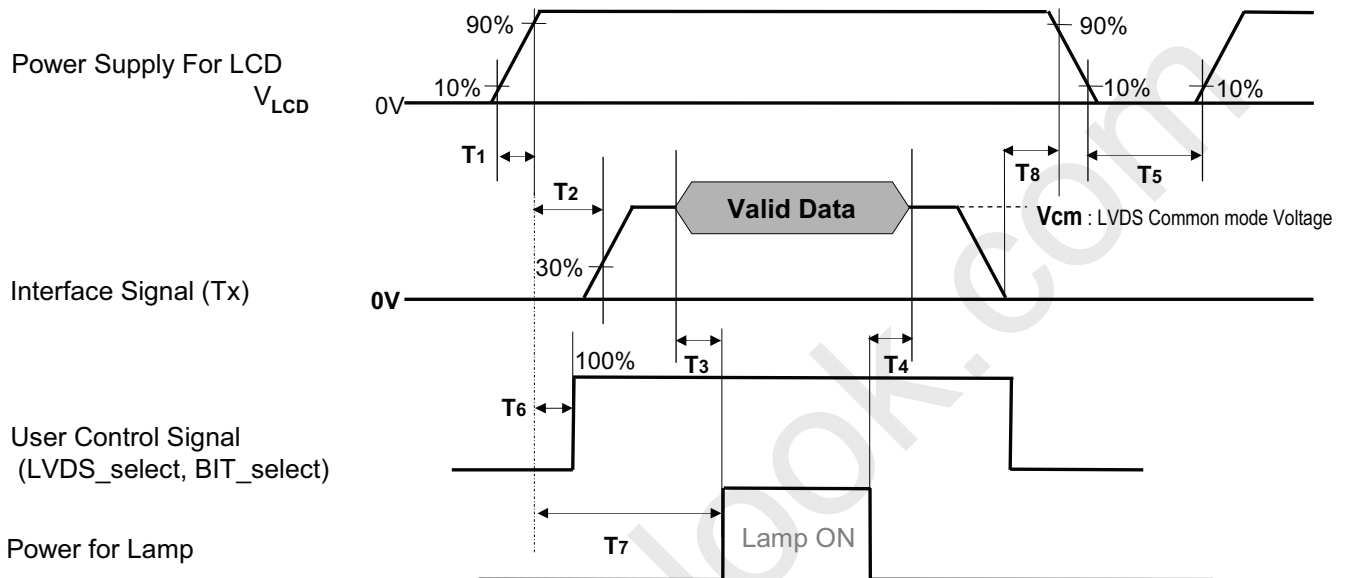 90%
90%
Power Supply For LCD
VLCD
10%
10%
10%
0V
T1
T8
T5
T2
Valid Data
Vcm : LVDS Common mode Voltage
30%
Interface Signal (Tx)
0V
100%
T3
T4
T6
User Control Signal
(LVDS_select, BIT_select)
Lamp ON
T7
Power for Lamp
look.com